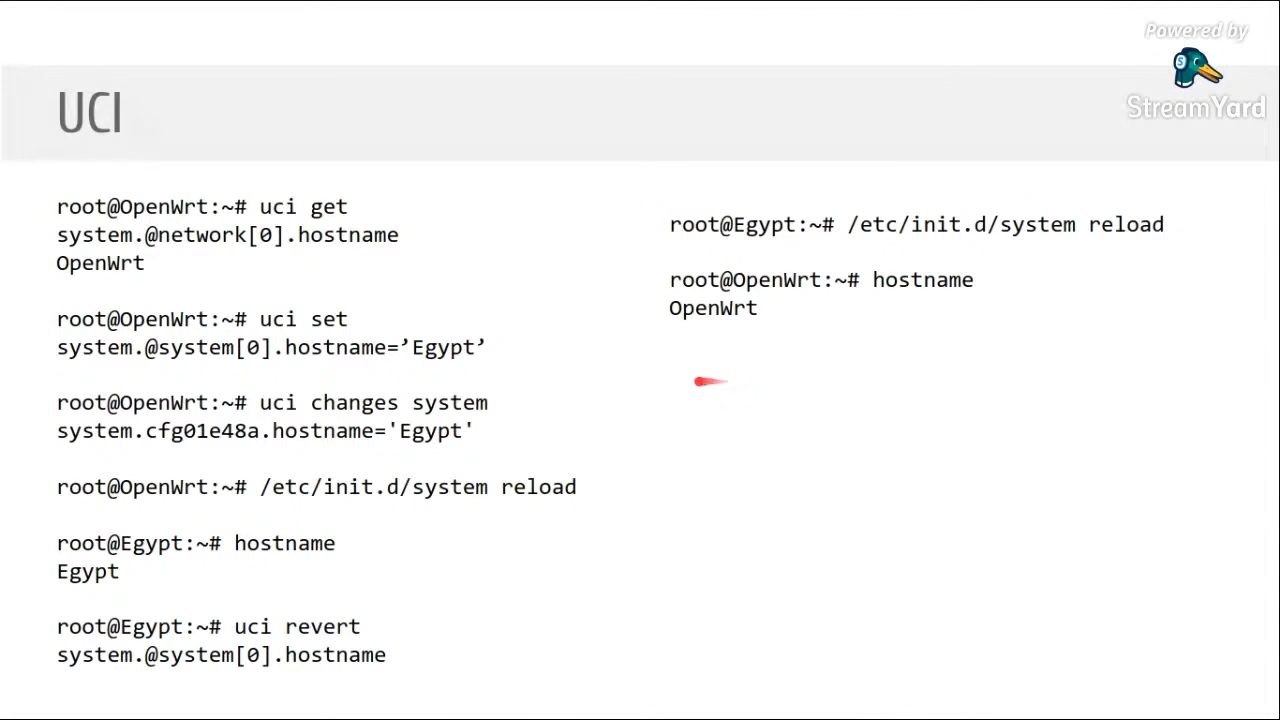 Powered by
StreamYard
UCI
root@OpenWrt:~# uci get
system.@network[0].hostname
OpenWrt
root@OpenWrt:~# uci set
system.@system[0].hostname=’Egypt’
root@OpenWrt:~# uci changes system
system.cfg01e48a.hostname='Egypt'
root@OpenWrt:~# /etc/init.d/system reload
root@Egypt:~# hostname
Egypt
root@Egypt:~# uci revert
system.@system[0].hostname
root@Egypt:~# /etc/init.d/system reload
root@OpenWrt:~# hostname
OpenWrt